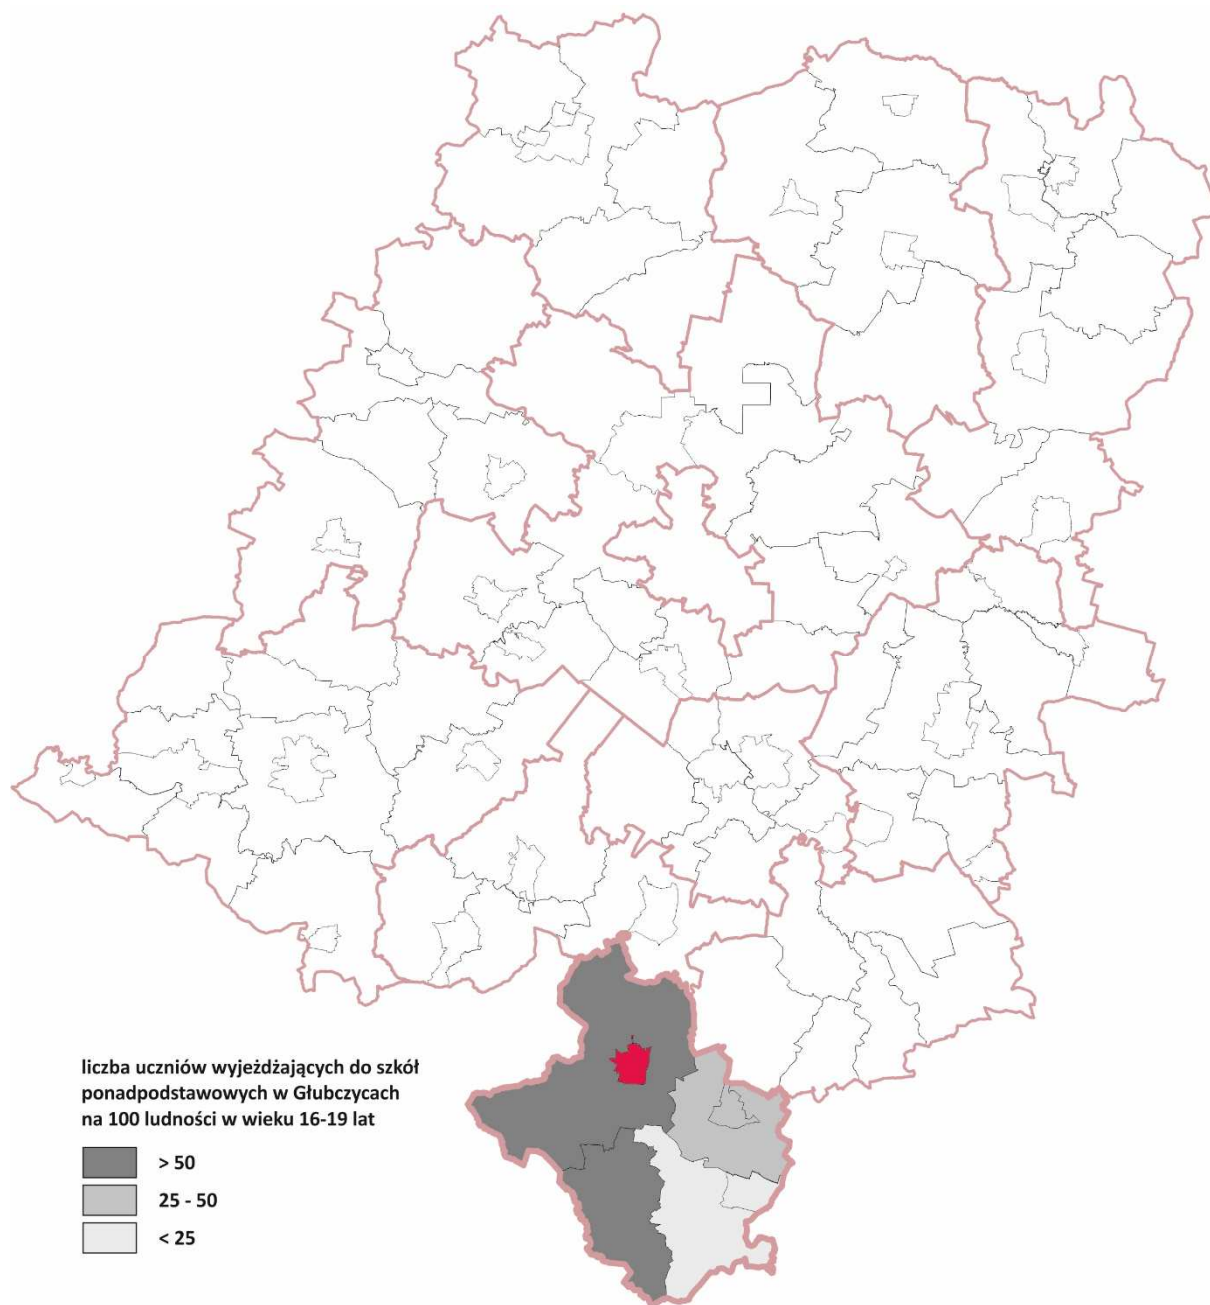 liczba uczniów wyjeżdżających do szkół
ponadpodstawowych w Głubczycach
na 100 ludności w wieku 16-19 lat
> 50
25 - 50
< 25